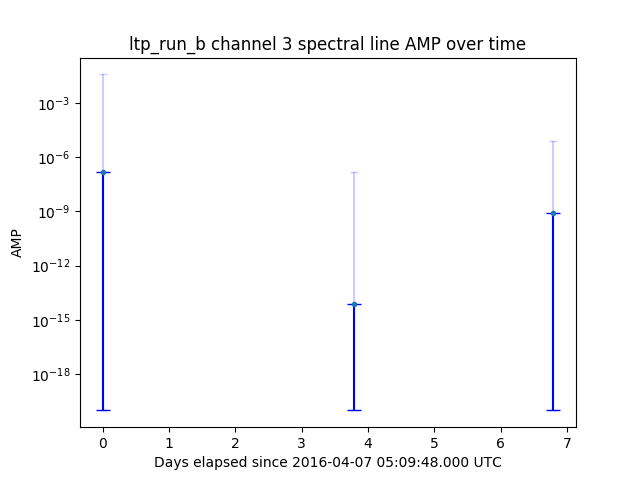 ltp_run_b channel 3 spectral line AMP over time
AMP
10⁻³
10⁻⁶
10⁻⁹
10⁻¹²
10⁻¹⁵
10⁻¹⁸
0 1 2 3 4 5 6 7
Days elapsed since 2016-04-07 05:09:48.000 UTC